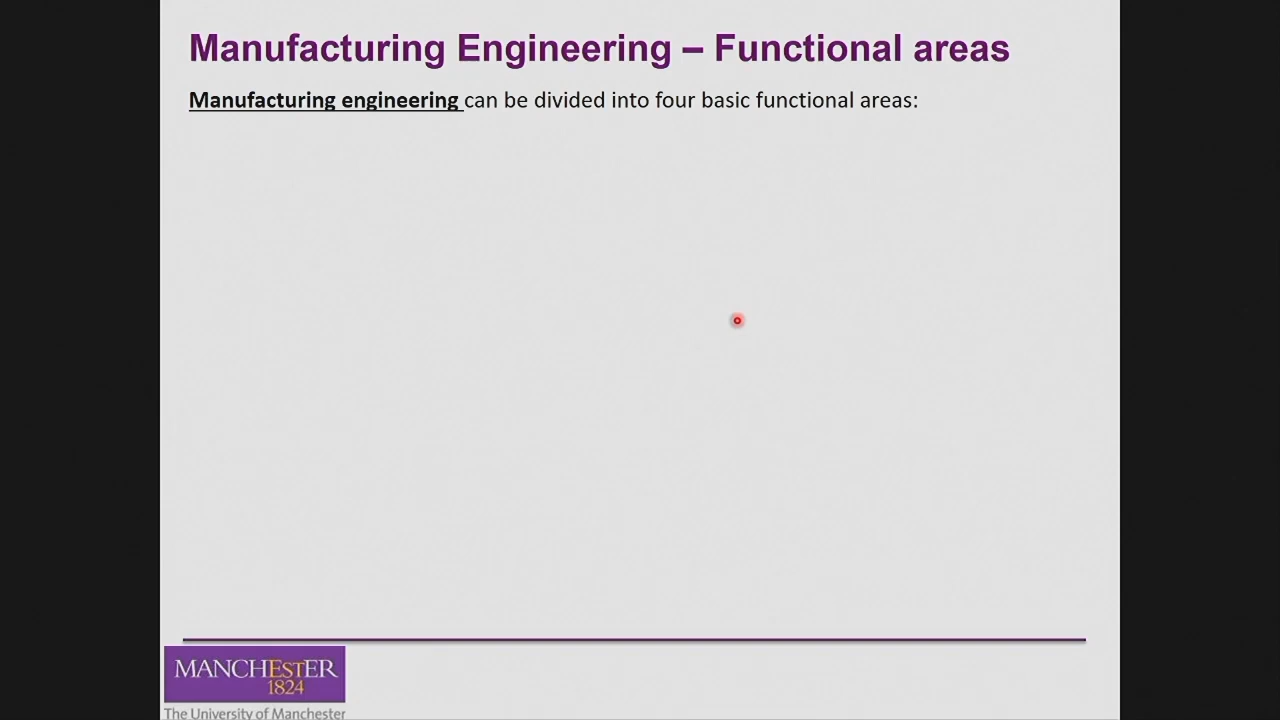 Manufacturing Engineering – Functional areas
Manufacturing engineering can be divided into four basic functional areas:
MANCHESTER
1824
The University of Manchester